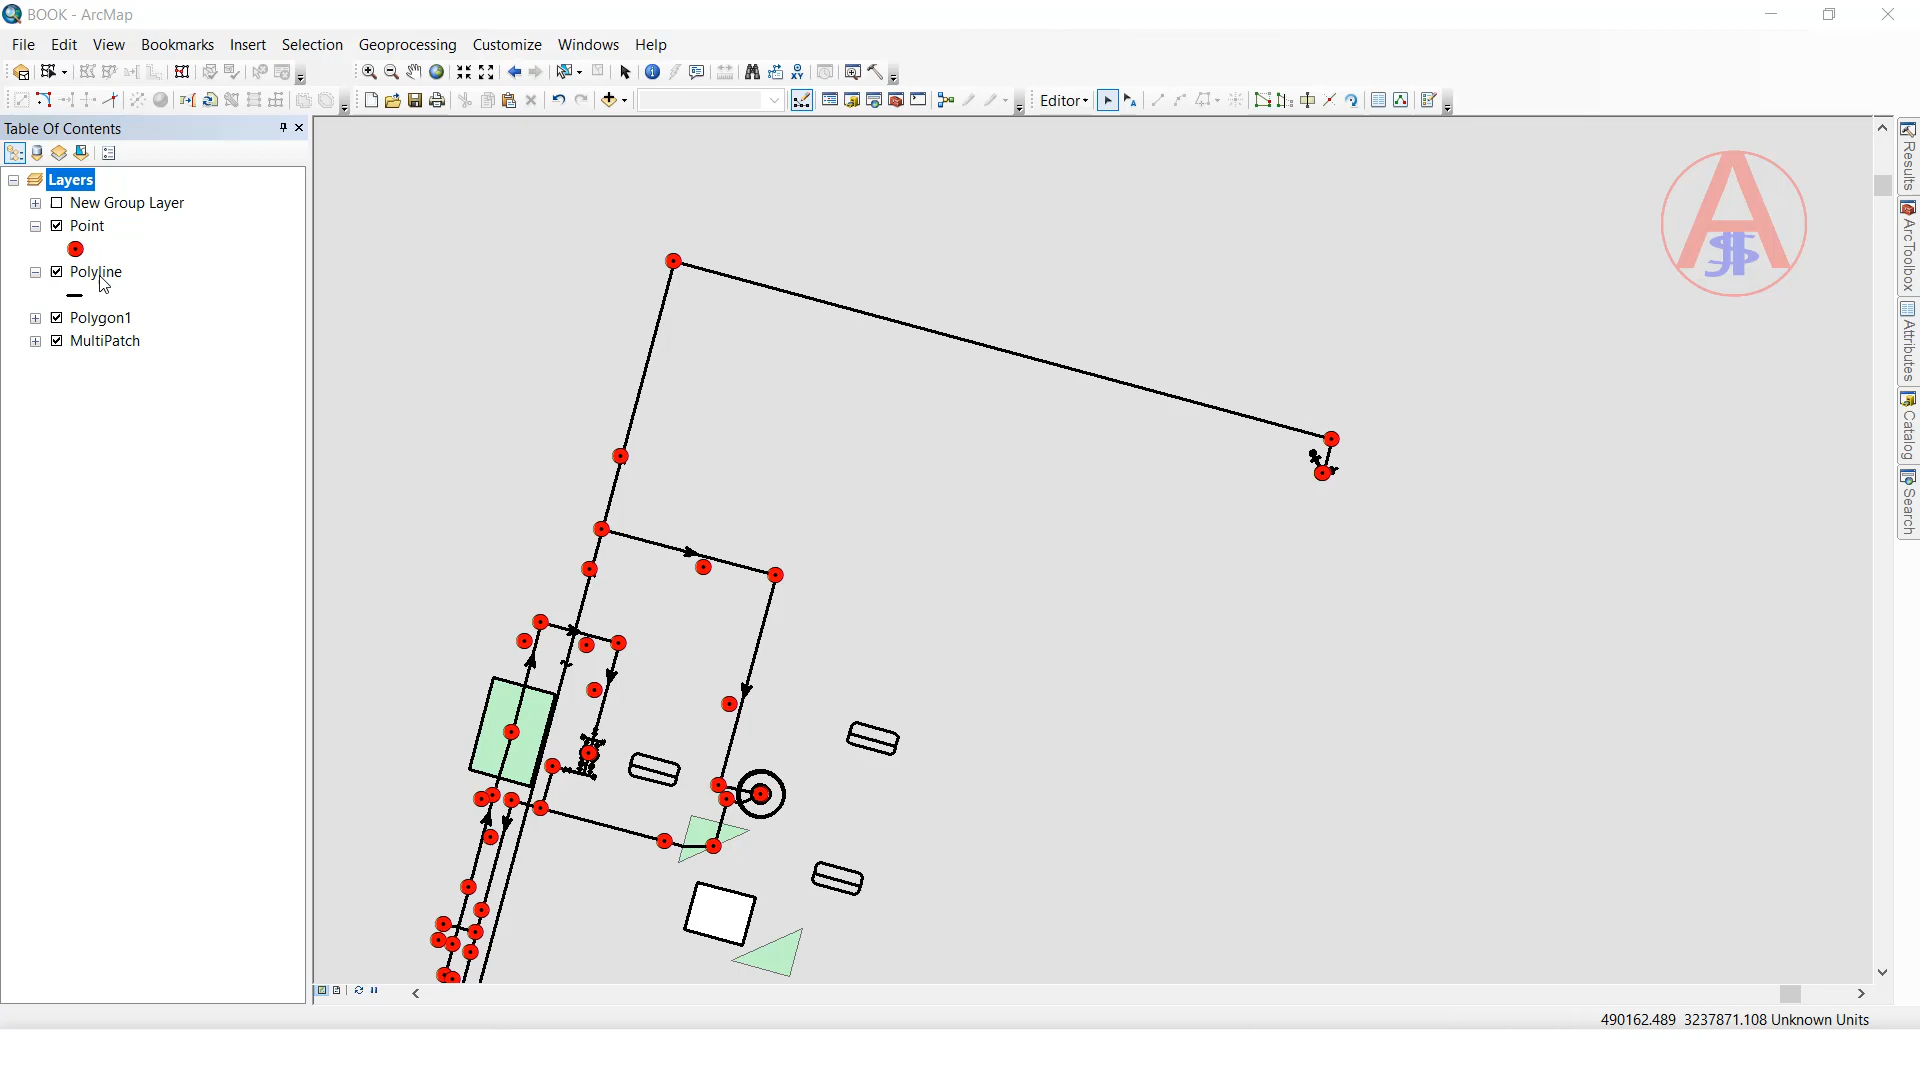 BOOK - ArcMap
File Edit View Bookmarks Insert Selection Geoprocessing Customize Windows Help
Editor
Table Of Contents
Layers
New Group Layer
Point
Polyline
Polygon1
MultiPatch
A
Results
ArcToolbox
Attributes
Catalog
Search
490162.489 3237871.108 Unknown Units